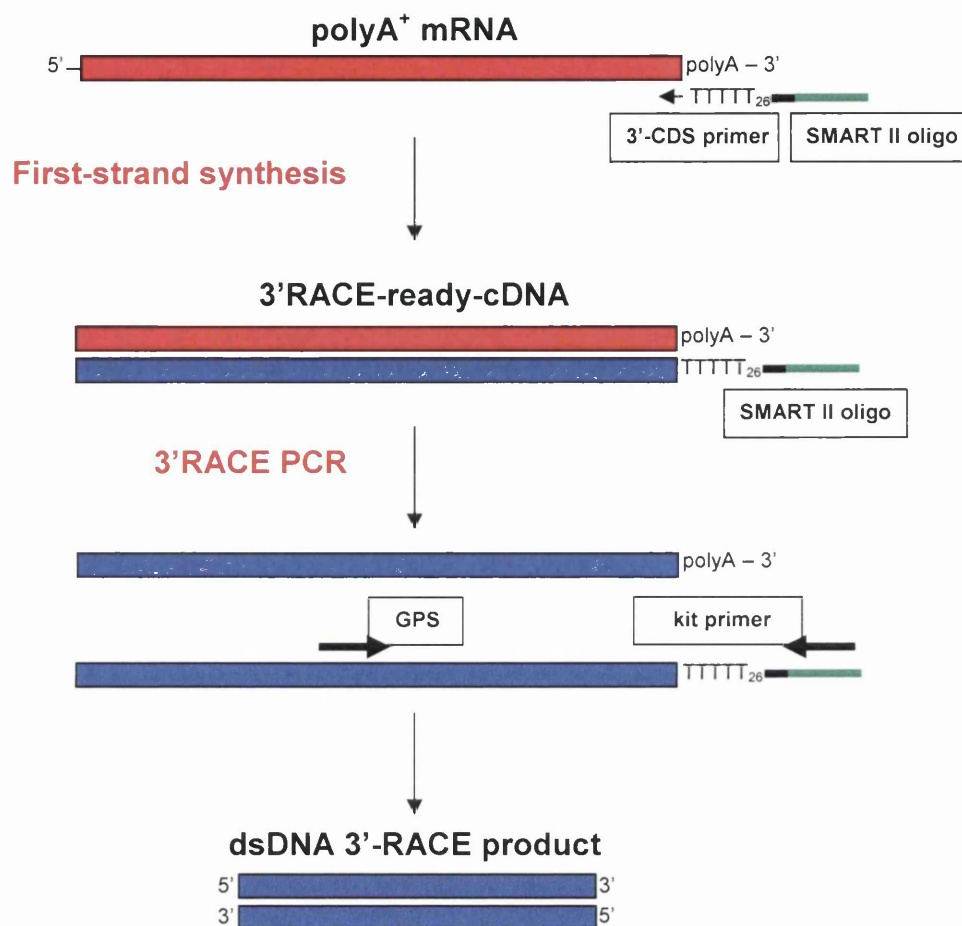 polyA+ mRNA
5'
polyA – 3'
TTTTT26
3'-CDS primer
SMART II oligo
First-strand synthesis
3'RACE-ready-cDNA
polyA – 3'
TTTTT26
SMART II oligo
3'RACE PCR
polyA – 3'
GPS
kit primer
TTTTT26
dsDNA 3'-RACE product
5' 3'
3' 5'